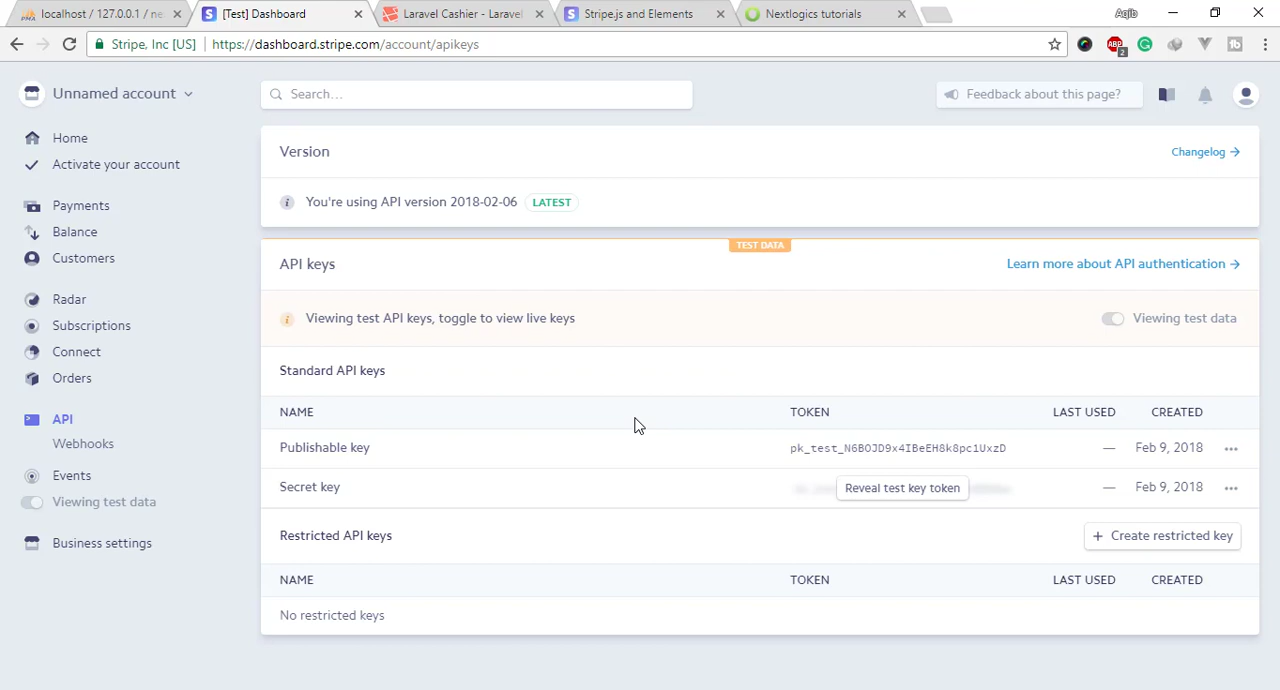 localhost / 127.0.0.1 / ne
[Test] Dashboard
Laravel Cashier - Laravel
Stripe.js and Elements
Nextlogics tutorials
Aqib
Stripe, Inc [US]
https://dashboard.stripe.com/account/apikeys
2
Unnamed account
Search…
Feedback about this page?
Home
Activate your account
Payments
Balance
Customers
Radar
Subscriptions
Connect
Orders
API
Webhooks
Events
Viewing test data
Business settings
Version
Changelog →
You're using API version 2018-02-06 LATEST
TEST DATA
API keys
Learn more about API authentication →
Viewing test API keys, toggle to view live keys
Viewing test data
Standard API keys
NAME TOKEN LAST USED CREATED
Publishable key pk_test_N6BOJD9x4IBeEH8k8pc1UxzD — Feb 9, 2018
Secret key Reveal test key token — Feb 9, 2018
Restricted API keys
+ Create restricted key
NAME TOKEN LAST USED CREATED
No restricted keys